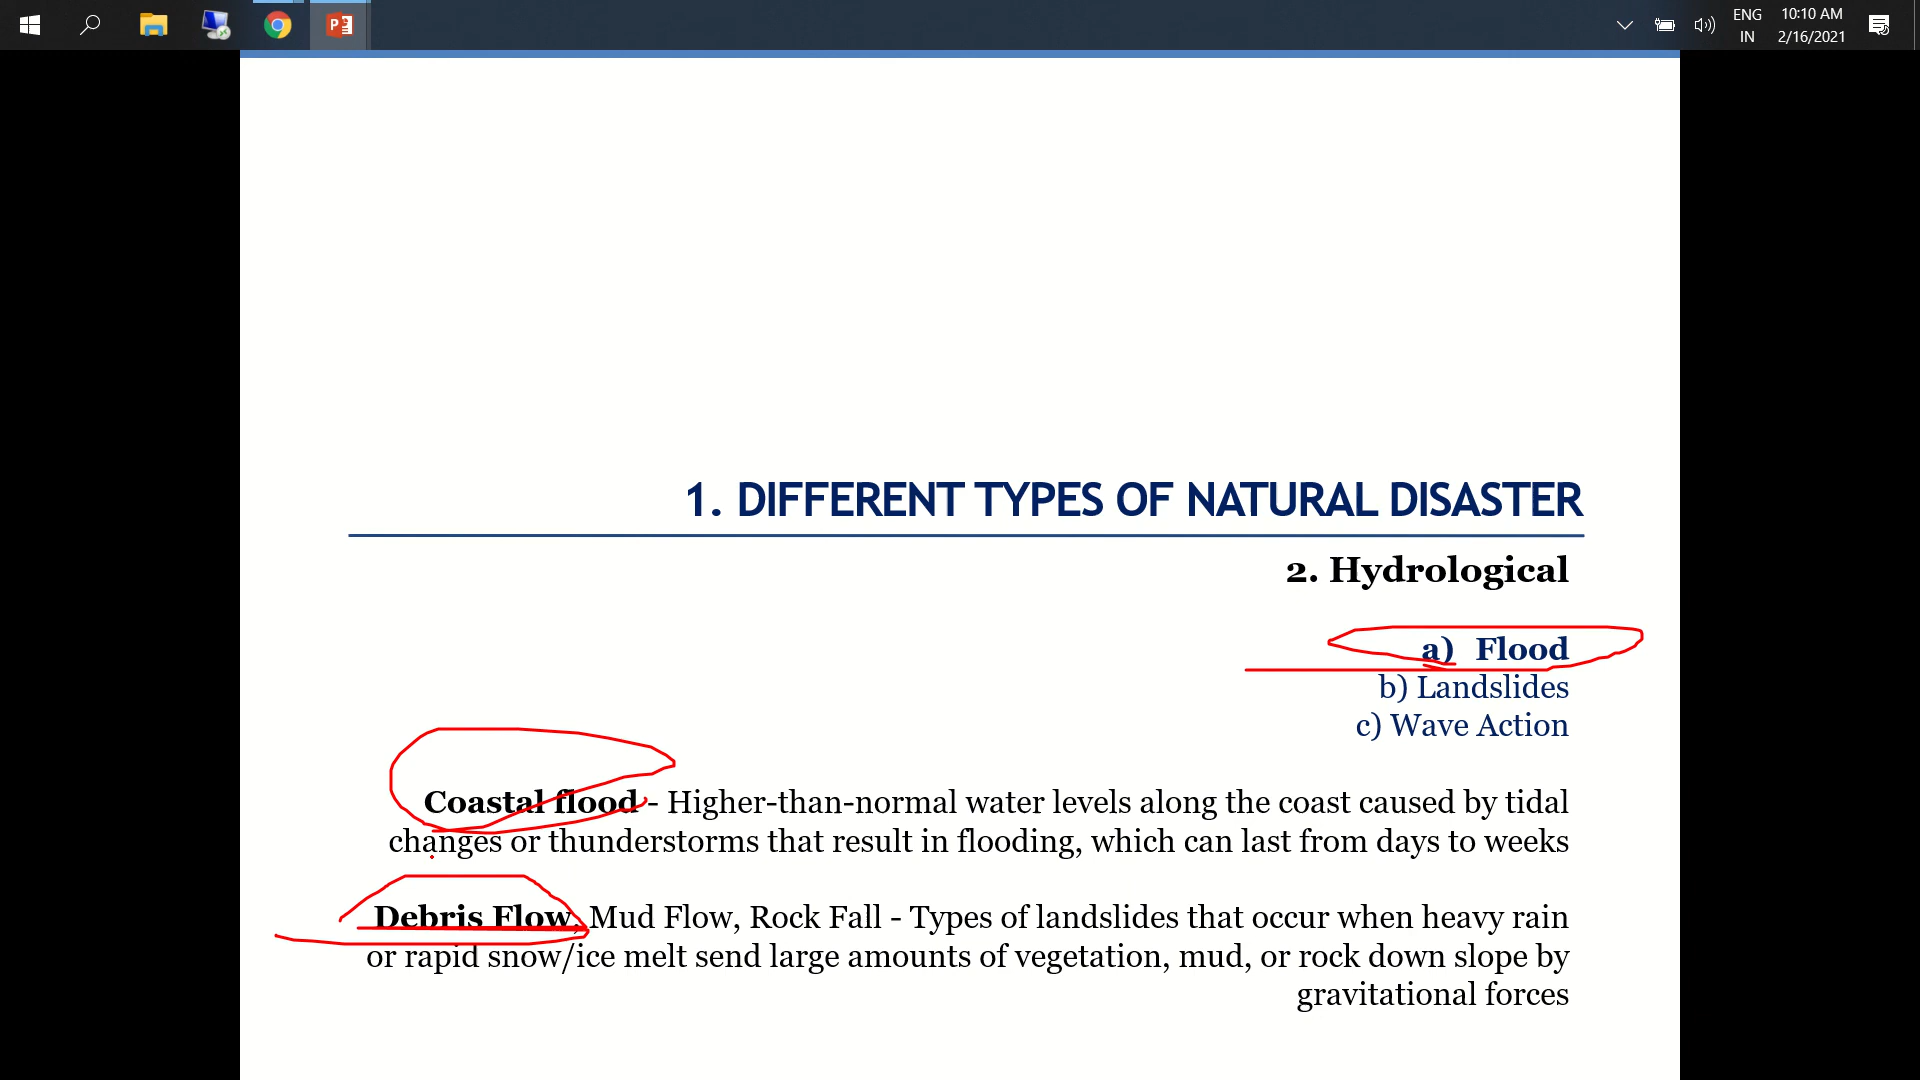 ENG
IN
10:10 AM
2/16/2021
1. DIFFERENT TYPES OF NATURAL DISASTER
2. Hydrological
a) Flood
b) Landslides
c) Wave Action
Coastal flood - Higher-than-normal water levels along the coast caused by tidal
changes or thunderstorms that result in flooding, which can last from days to weeks
Debris Flow, Mud Flow, Rock Fall - Types of landslides that occur when heavy rain
or rapid snow/ice melt send large amounts of vegetation, mud, or rock down slope by
gravitational forces